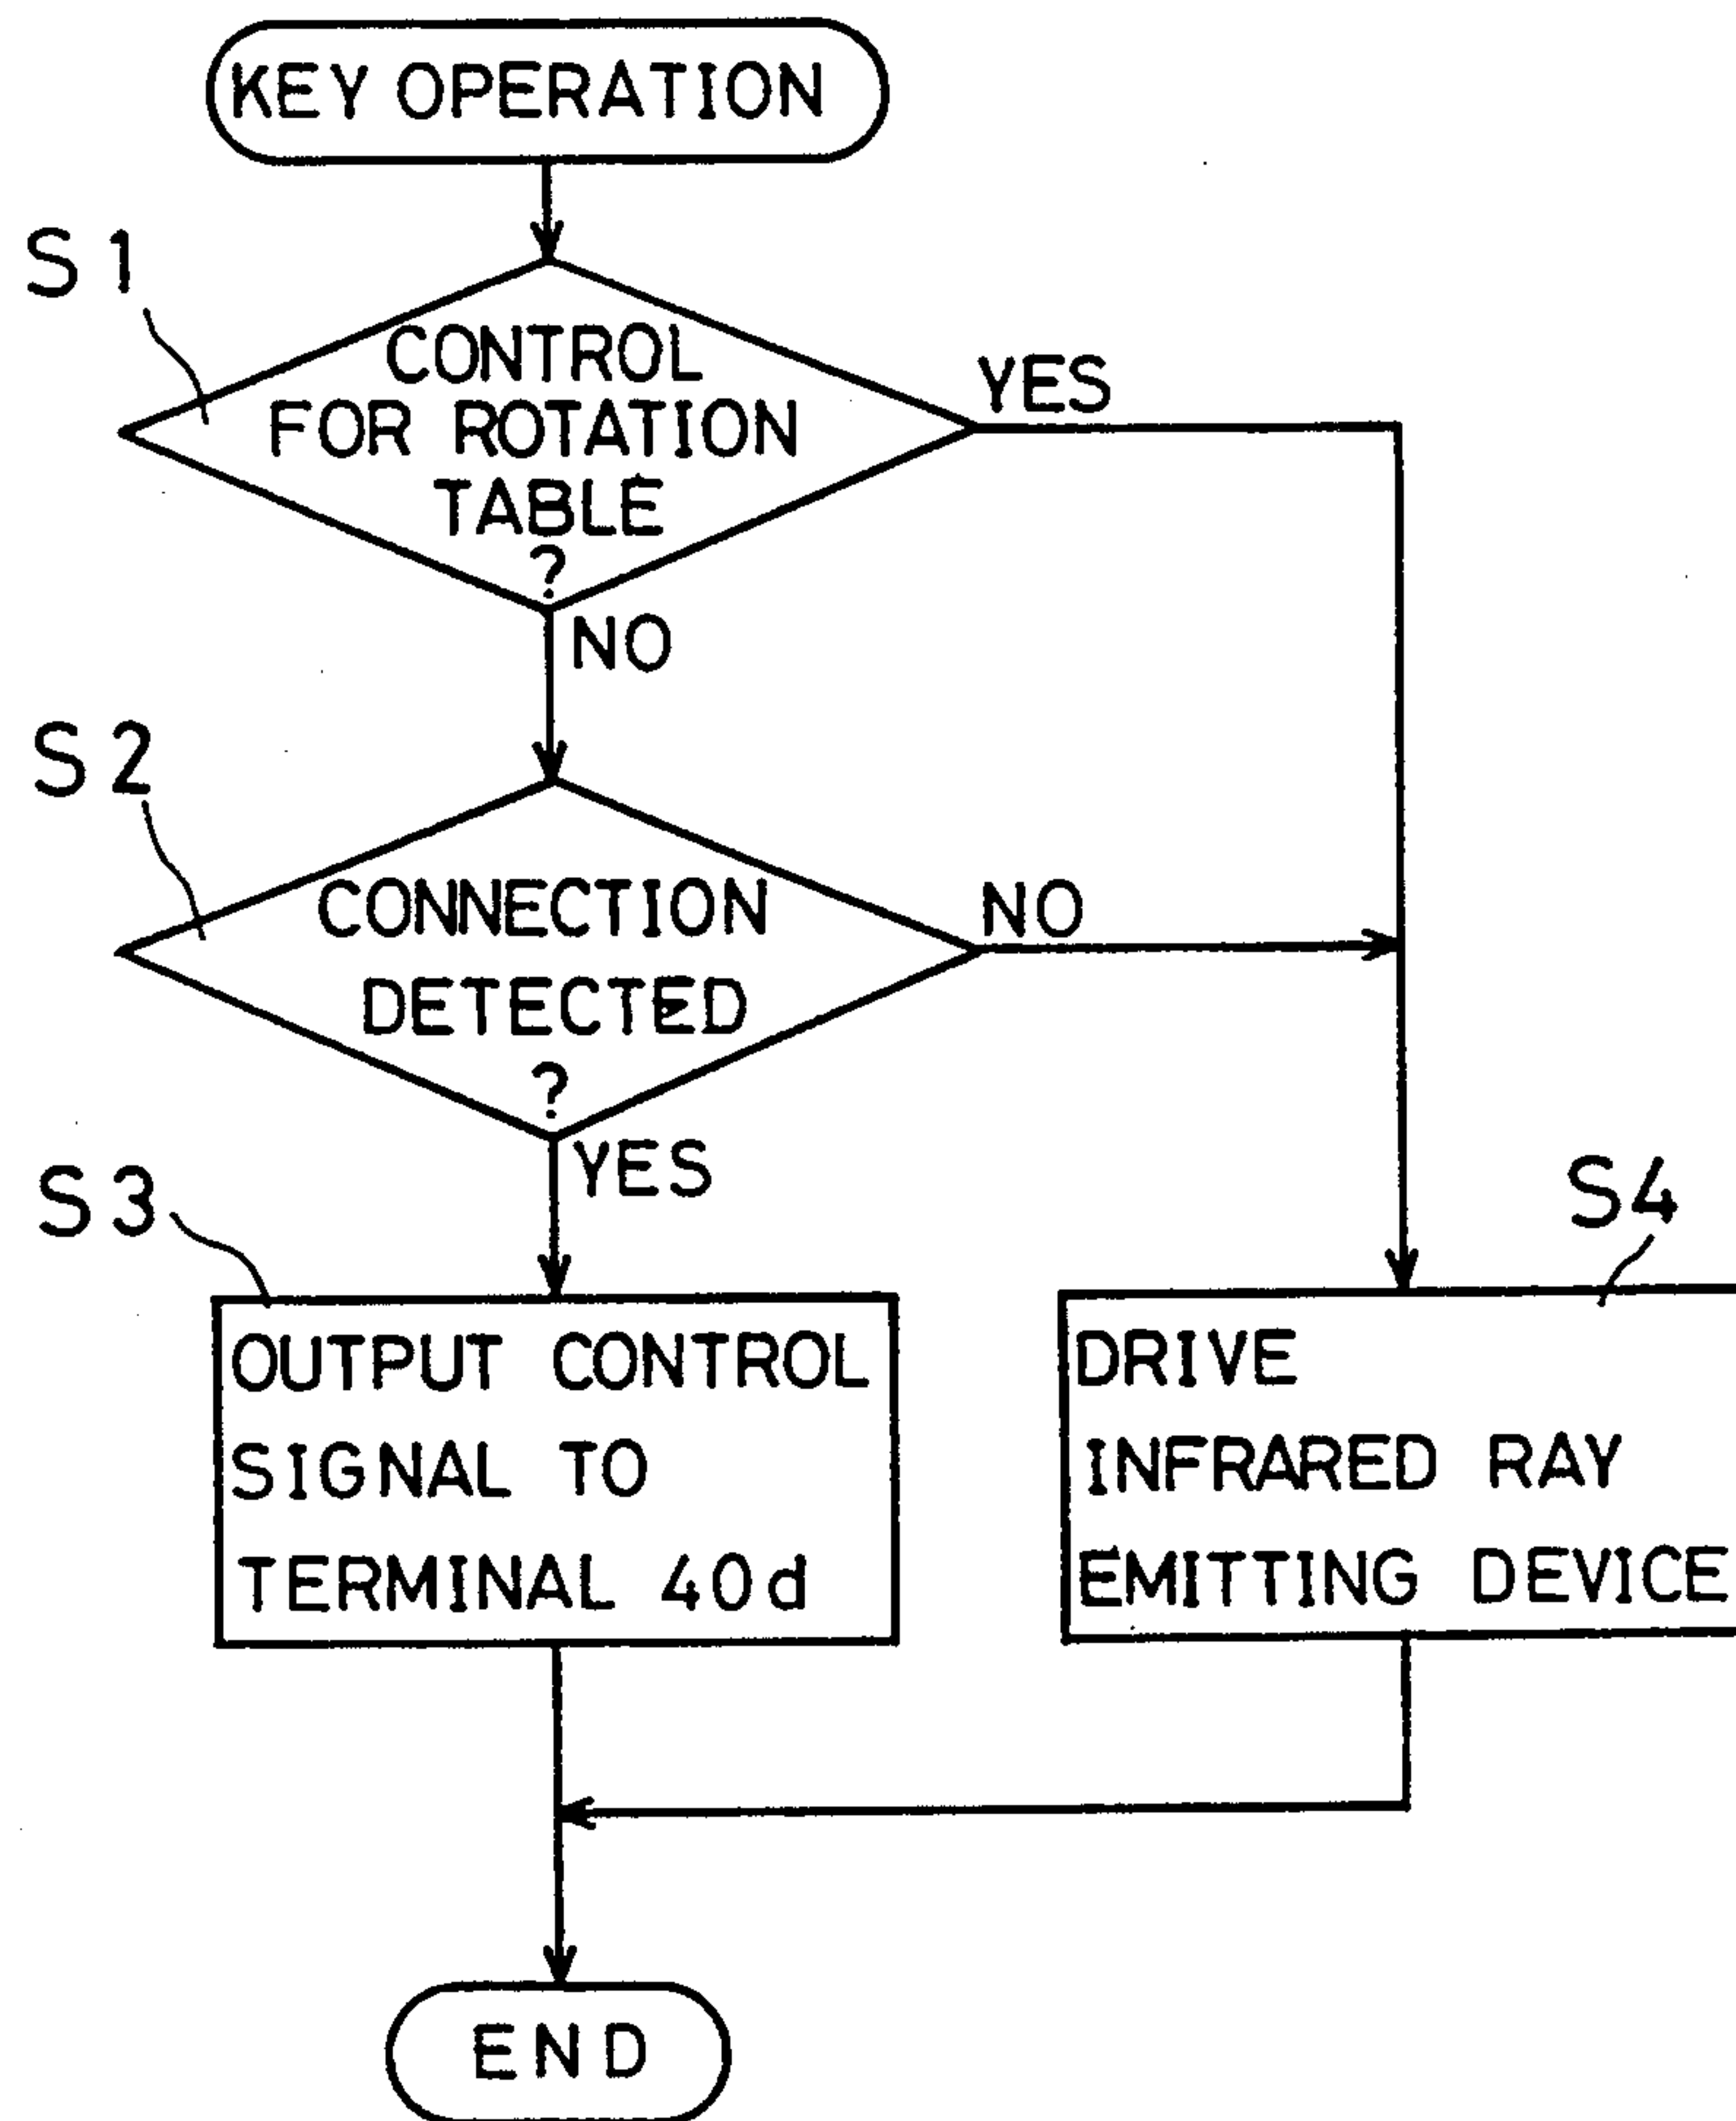 KEY OPERATION
S1
CONTROL
FOR ROTATION
TABLE
?
YES
NO
S2
CONNECTION
DETECTED
?
NO
YES
S3
OUTPUT CONTROL
SIGNAL TO
TERMINAL 40d
S4
DRIVE
INFRARED RAY
EMITTING DEVICE
END